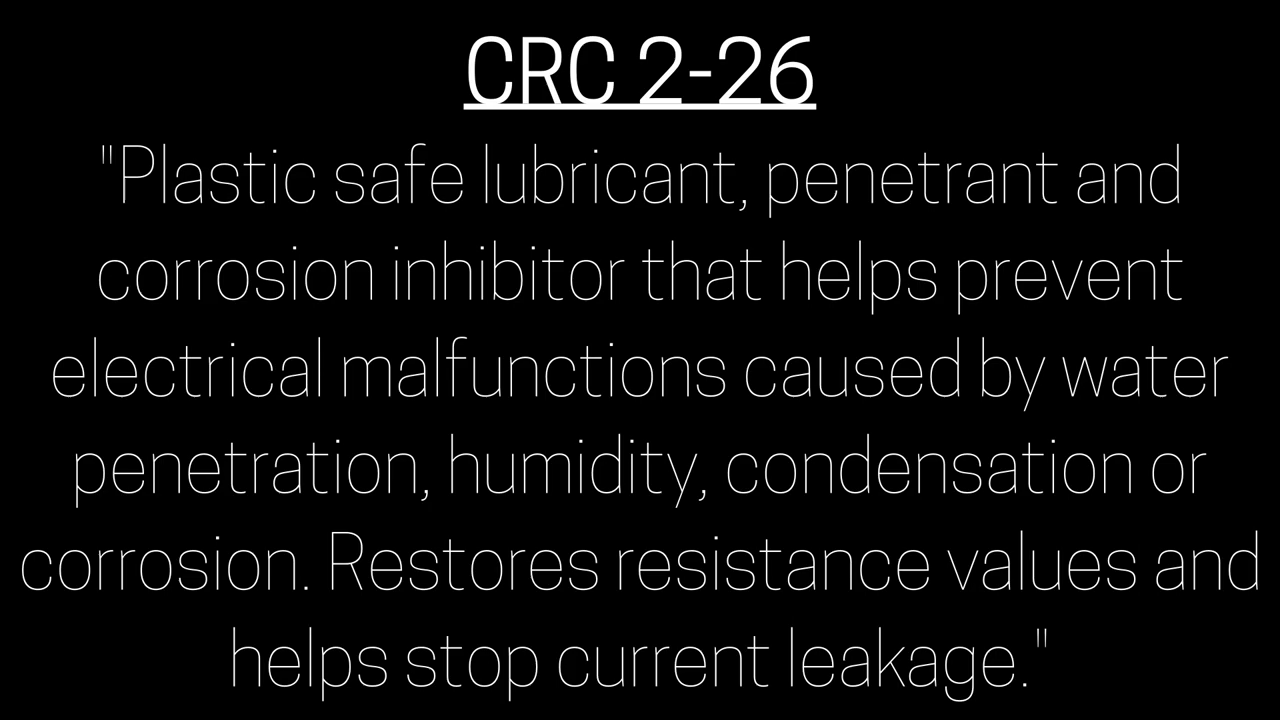 CRC 2-26
"Plastic safe lubricant, penetrant and
corrosion inhibitor that helps prevent
electrical malfunctions caused by water
penetration, humidity, condensation or
corrosion. Restores resistance values and
helps stop current leakage."